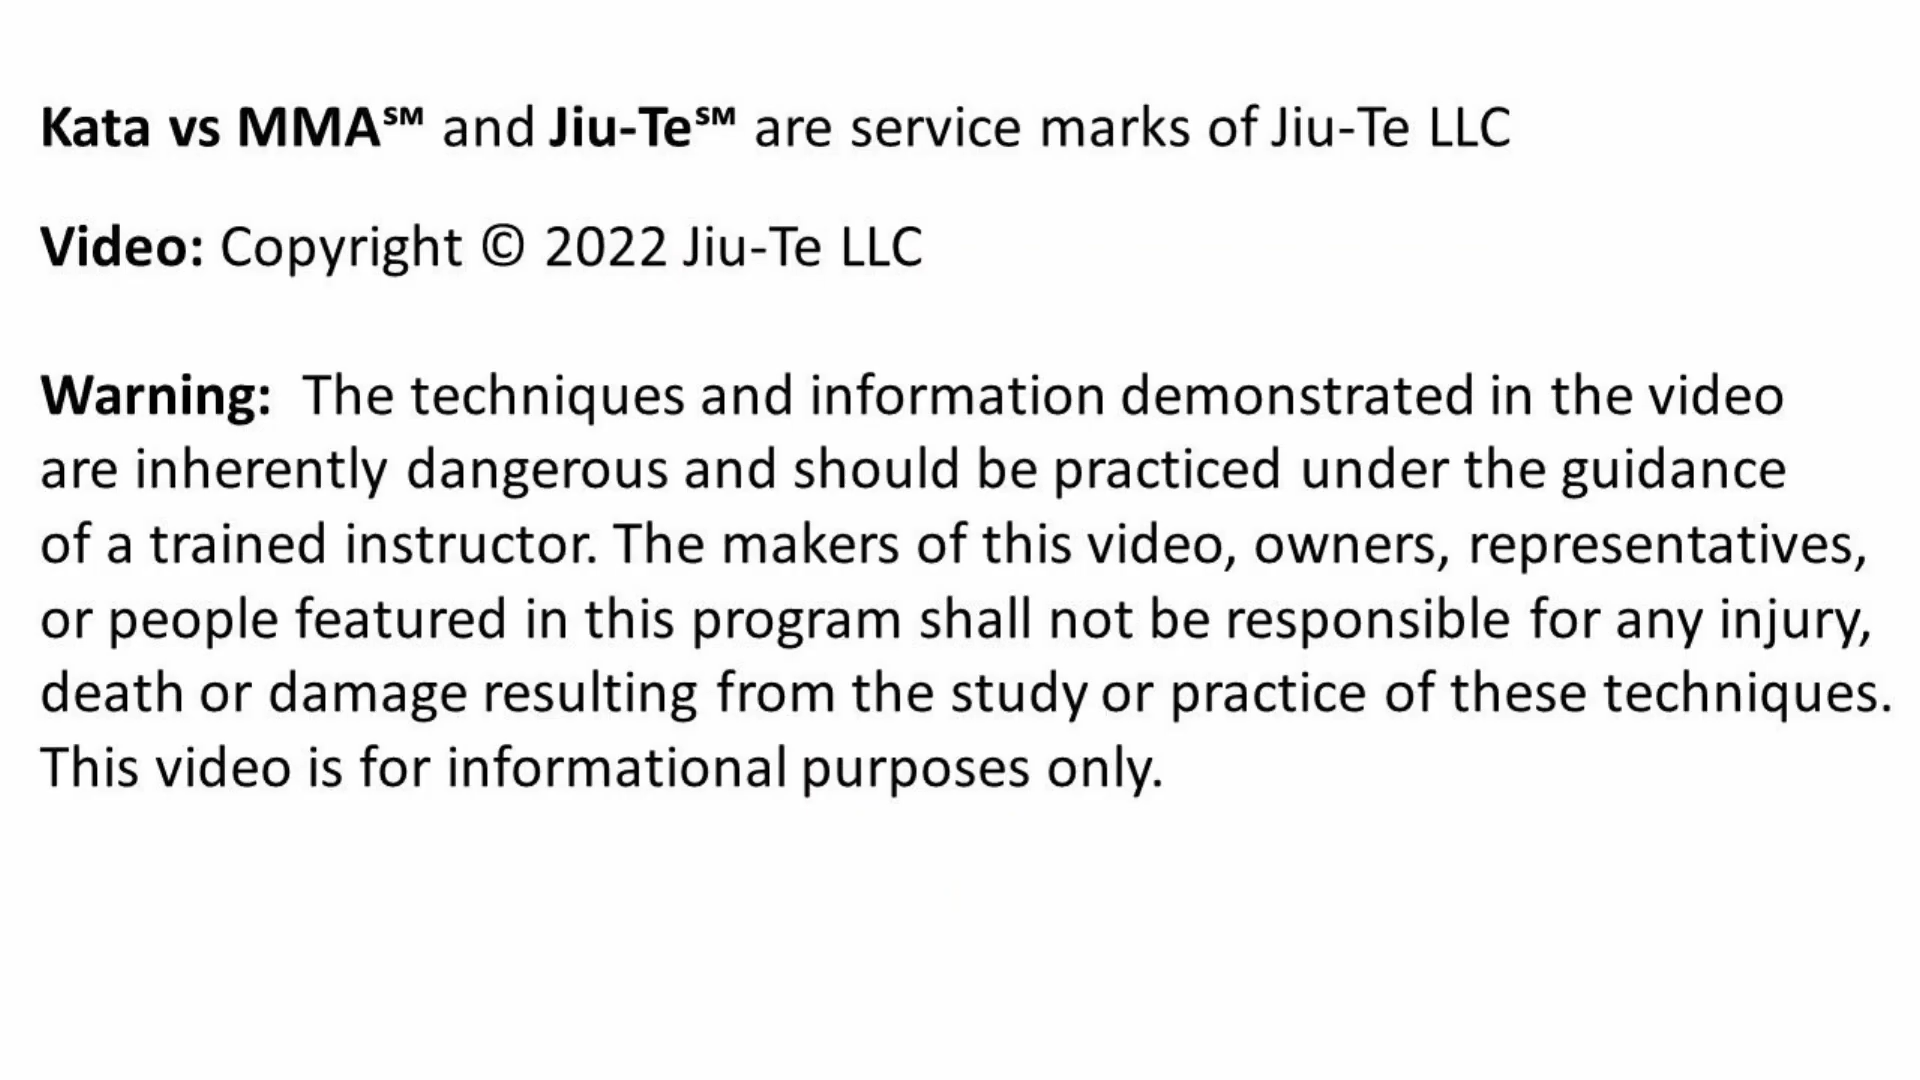 Kata vs MMA℠ and Jiu-Te℠ are service marks of Jiu-Te LLC
Video: Copyright © 2022 Jiu-Te LLC
Warning: The techniques and information demonstrated in the video
are inherently dangerous and should be practiced under the guidance
of a trained instructor. The makers of this video, owners, representatives,
or people featured in this program shall not be responsible for any injury,
death or damage resulting from the study or practice of these techniques.
This video is for informational purposes only.